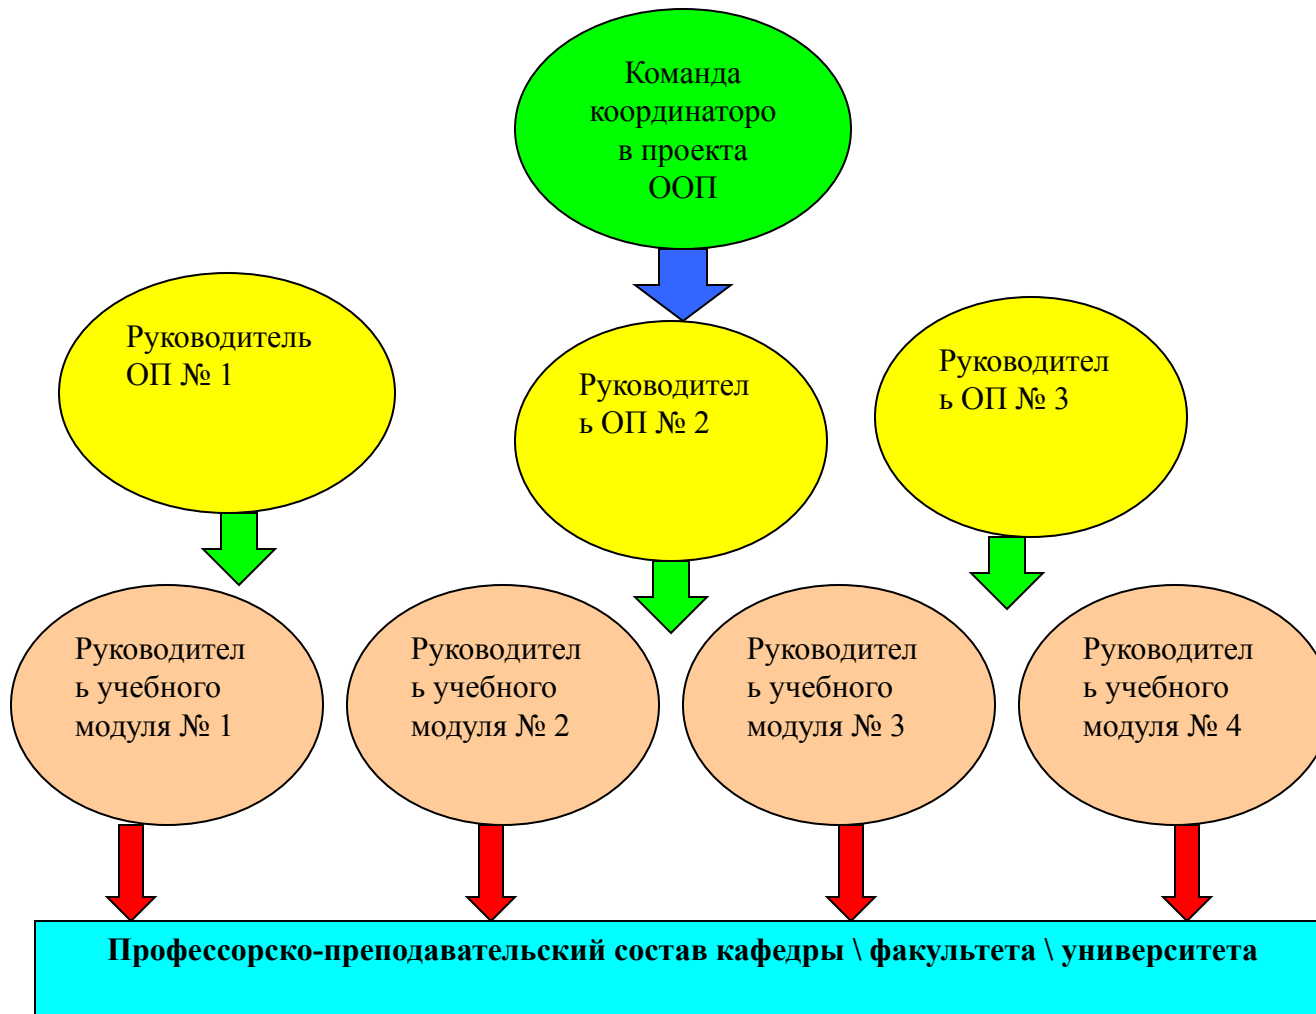 Команда
координаторо
в проекта
ООП
Руководитель
ОП № 1
Руководител
ь ОП № 2
Руководител
ь ОП № 3
Руководител
ь учебного
модуля № 1
Руководител
ь учебного
модуля № 2
Руководител
ь учебного
модуля № 3
Руководител
ь учебного
модуля № 4
Профессорско-преподавательский состав кафедры \ факультета \ университета